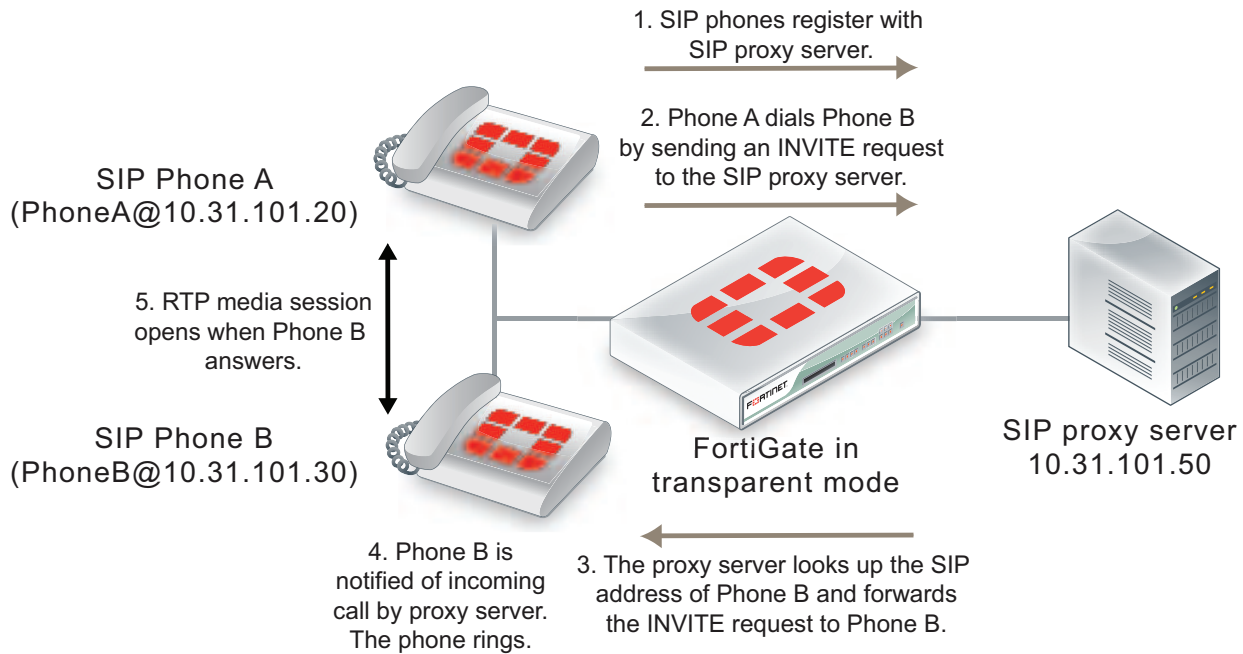 1. SIP phones register with
SIP proxy server.
2. Phone A dials Phone B
by sending an INVITE request
to the SIP proxy server.
SIP Phone A
(PhoneA@10.31.101.20)
5. RTP media session
opens when Phone B
answers.
FORTINET
SIP Phone B
(PhoneB@10.31.101.30)
FortiGate in
transparent mode
SIP proxy server
10.31.101.50
4. Phone B is
notified of incoming
call by proxy server.
The phone rings.
3. The proxy server looks up the SIP
address of Phone B and forwards
the INVITE request to Phone B.